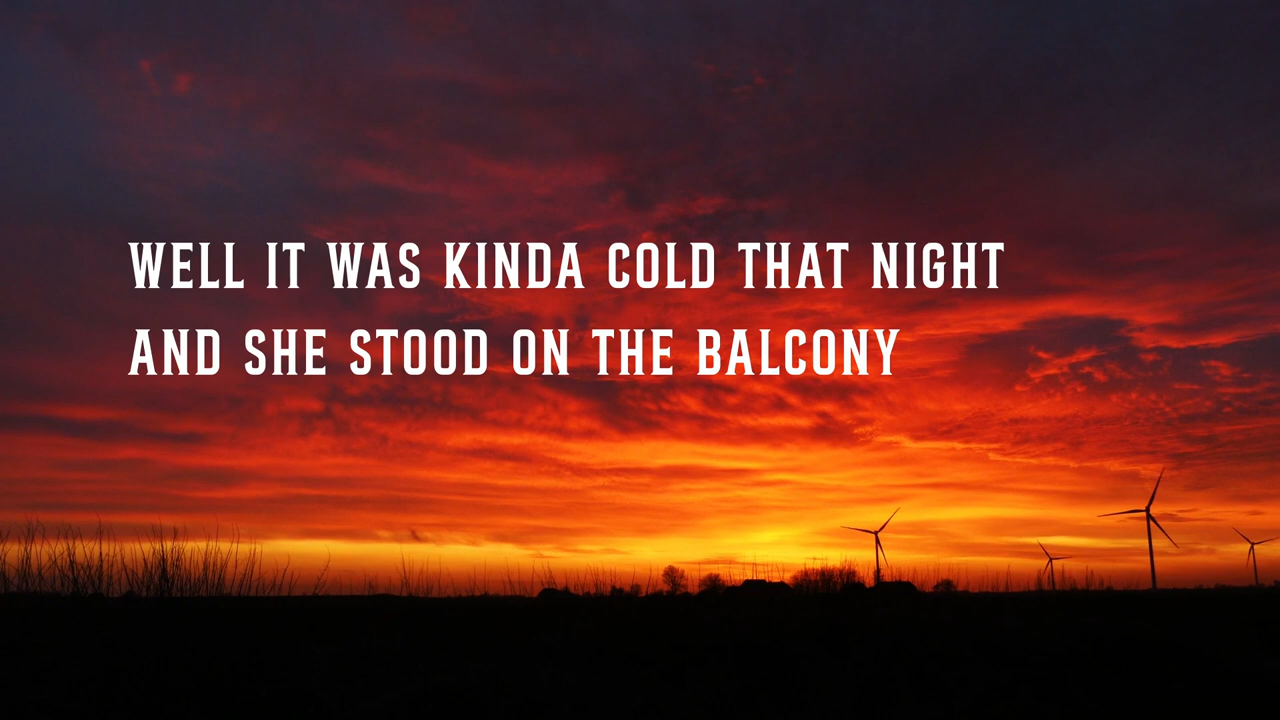 WELL IT WAS KINDA COLD THAT NIGHT
AND SHE STOOD ON THE BALCONY